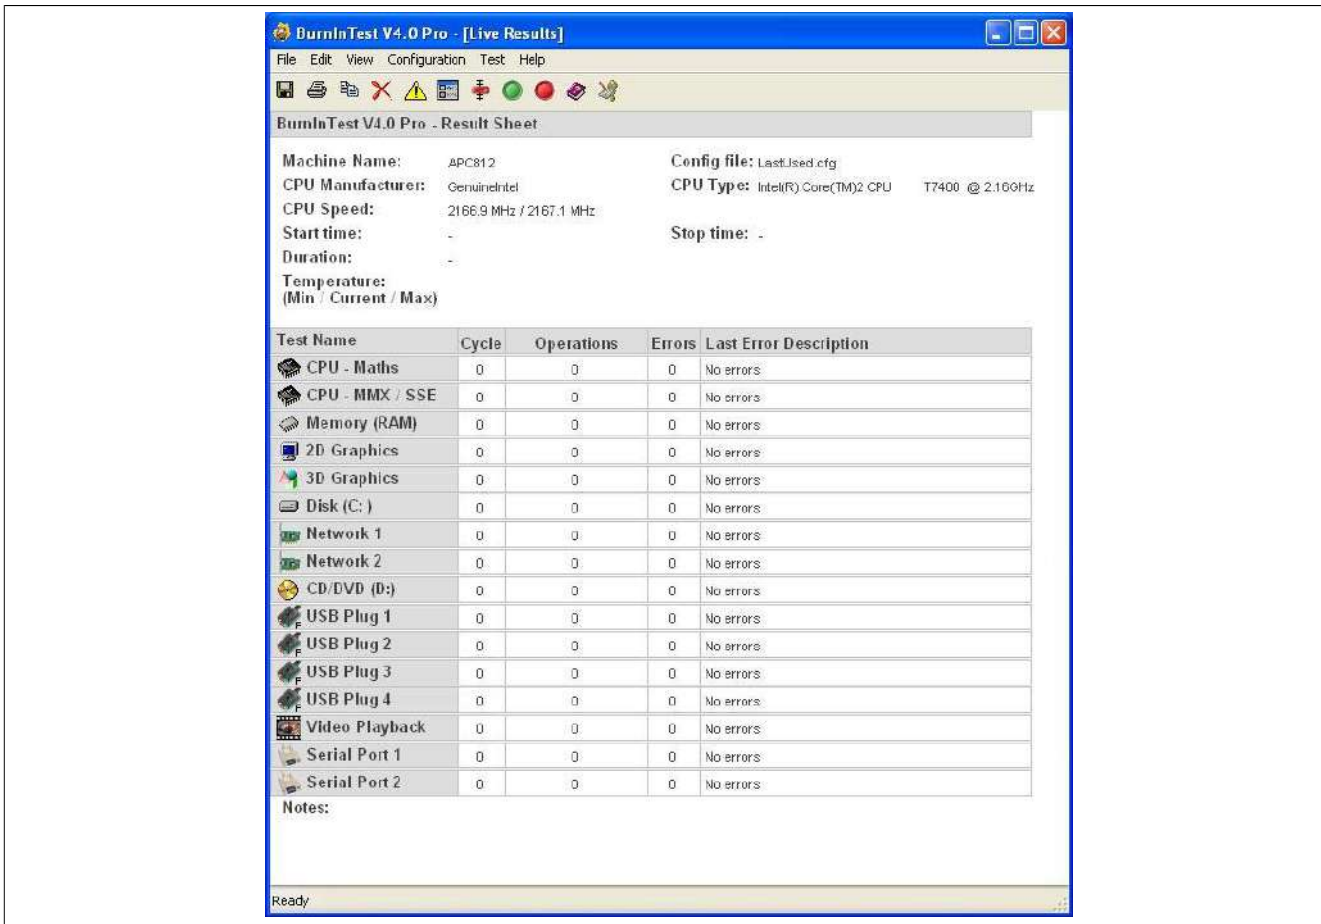 BurnInTest V4.0 Pro - [Live Results]
File Edit View Configuration Test Help
BurnInTest V4.0 Pro - Result Sheet
Machine Name: APC812 Config file: LastUsed.cfg
CPU Manufacturer: GenuineIntel CPU Type: Intel(R) Core(TM)2 CPU T7400 @ 2.16GHz
CPU Speed: 2166.9 MHz / 2167.1 MHz
Start time: - Stop time: -
Duration: -
Temperature:
(Min / Current / Max)
Test Name Cycle Operations Errors Last Error Description
CPU - Maths 0 0 0 No errors
CPU - MMX / SSE 0 0 0 No errors
Memory (RAM) 0 0 0 No errors
2D Graphics 0 0 0 No errors
3D Graphics 0 0 0 No errors
Disk (C: ) 0 0 0 No errors
Network 1 0 0 0 No errors
Network 2 0 0 0 No errors
CD/DVD (D:) 0 0 0 No errors
F USB Plug 1 0 0 0 No errors
F USB Plug 2 0 0 0 No errors
F USB Plug 3 0 0 0 No errors
F USB Plug 4 0 0 0 No errors
Video Playback 0 0 0 No errors
Serial Port 1 0 0 0 No errors
Serial Port 2 0 0 0 No errors
Notes:
Ready